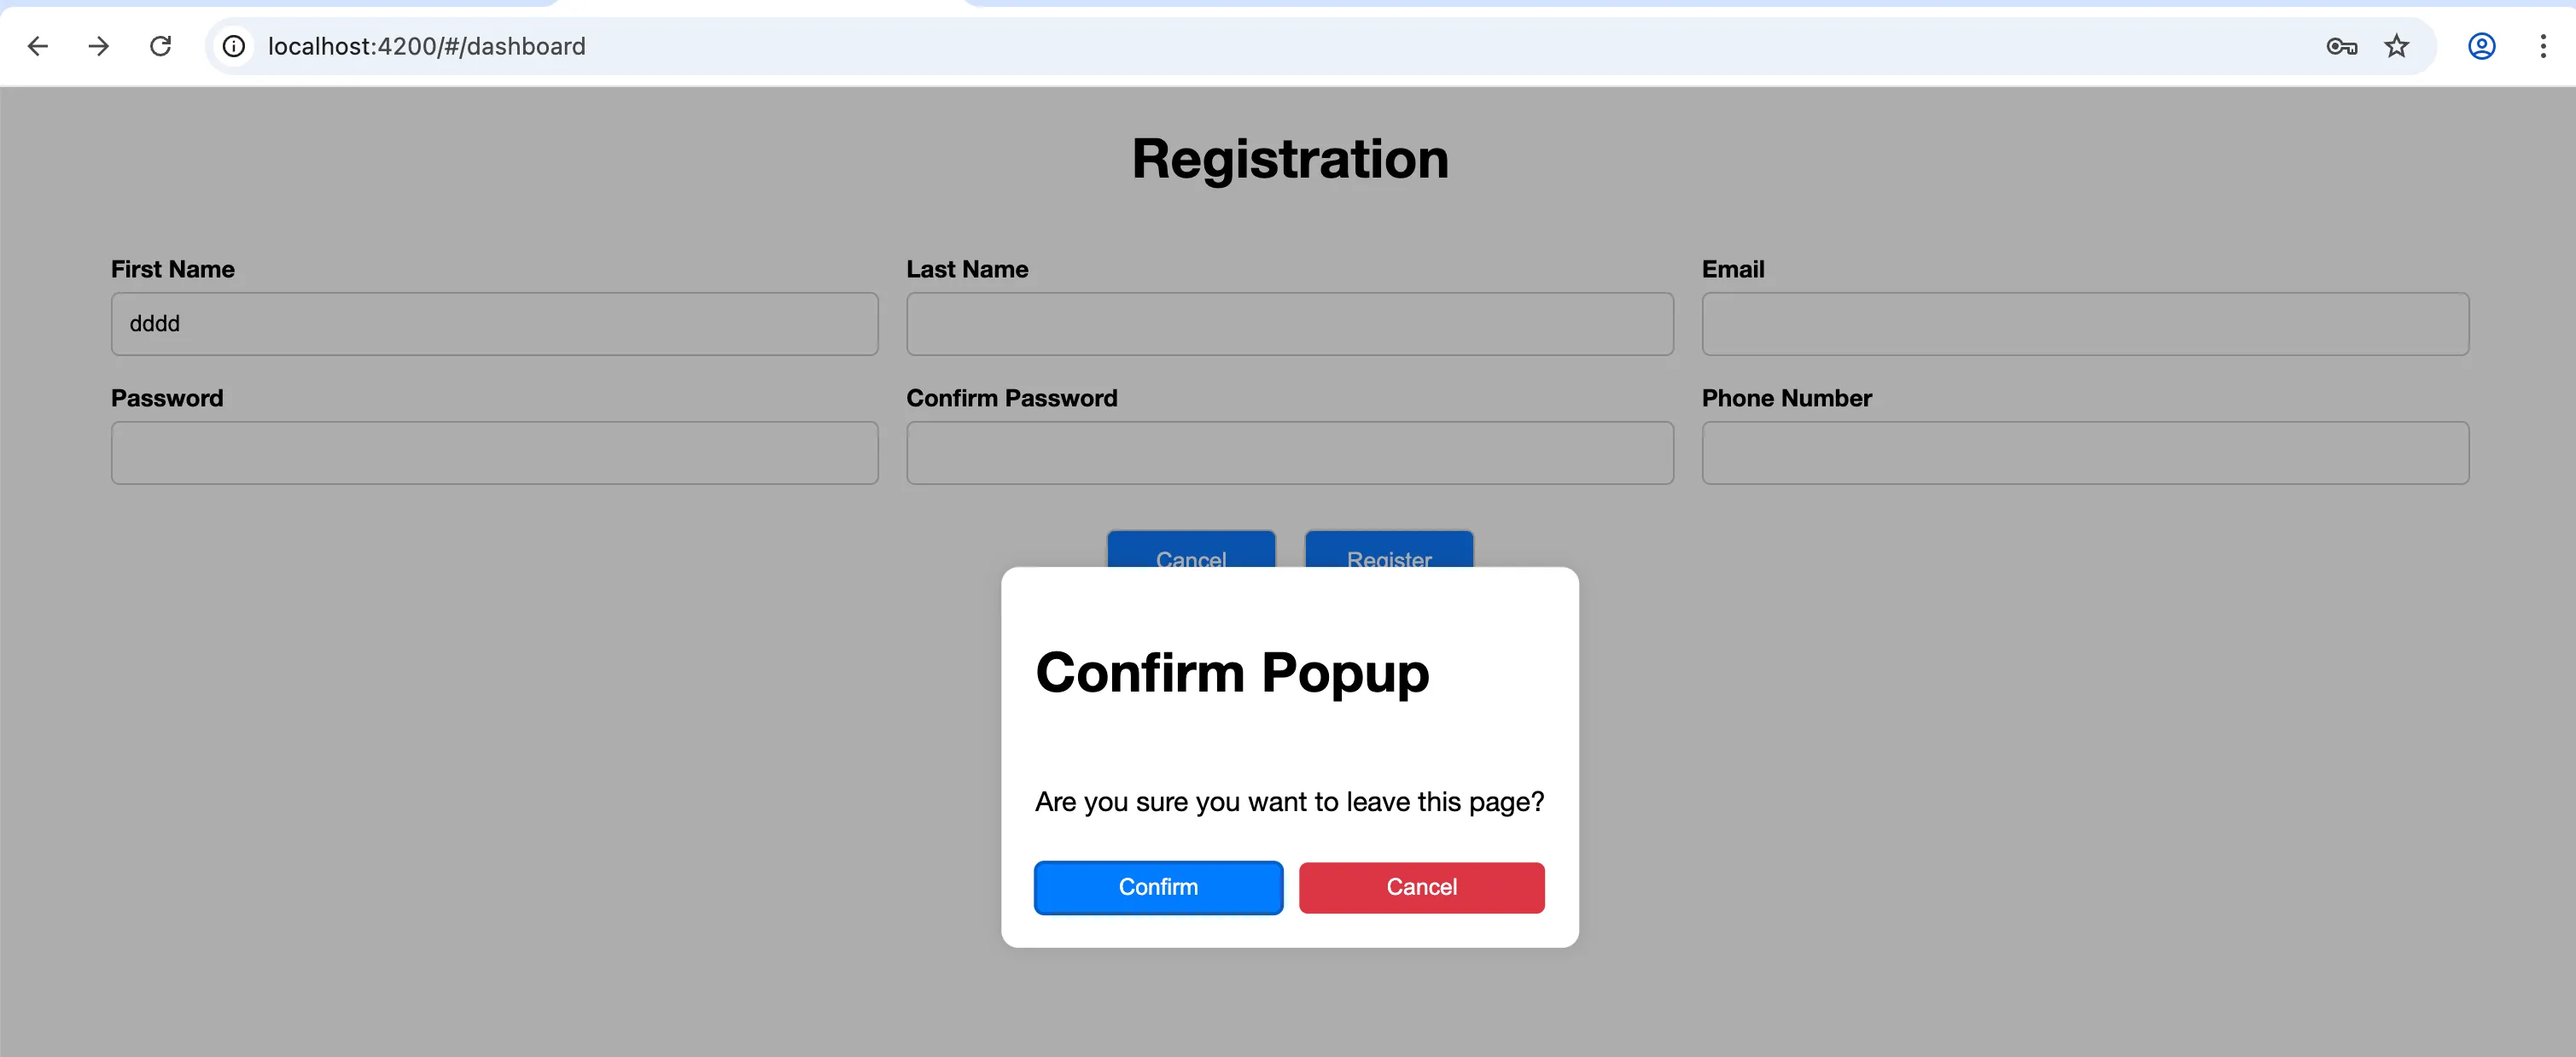 localhost:4200/#/dashboard
Registration
First Name Last Name Email
dddd
Password Confirm Password Phone Number
Cancel Register
Confirm Popup
Are you sure you want to leave this page?
Confirm Cancel